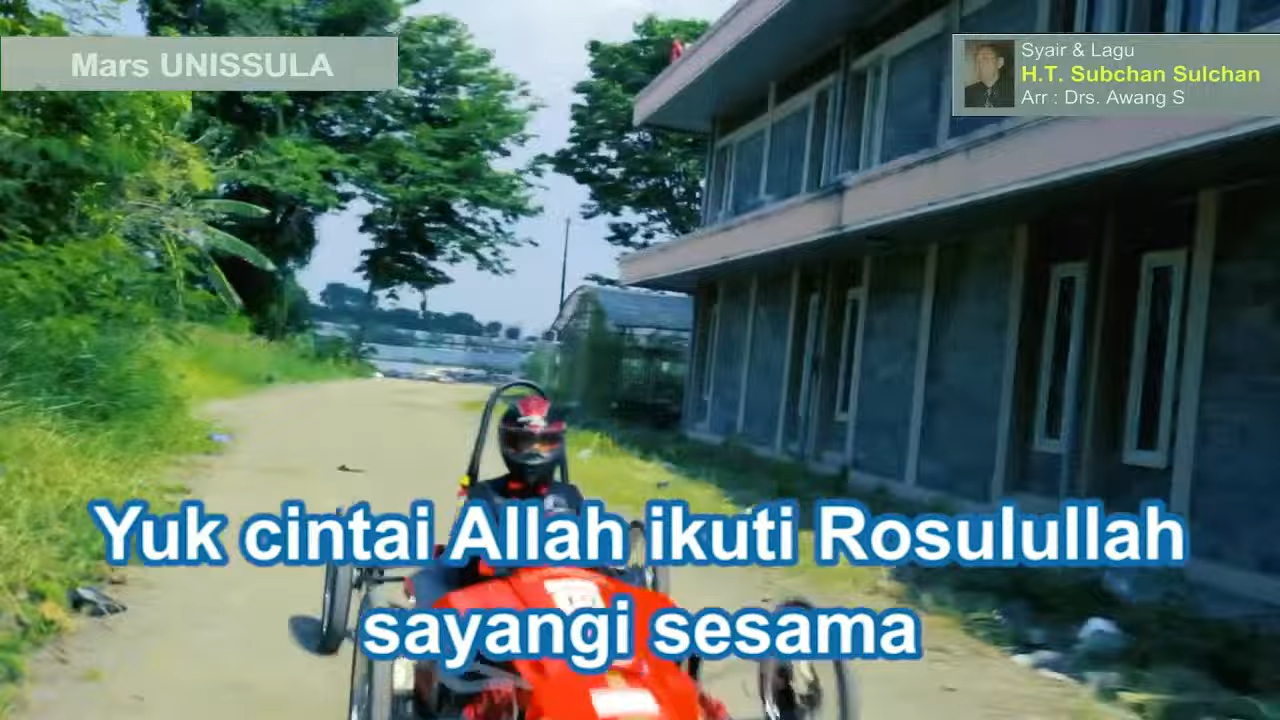 Mars UNISSULA
Syair & Lagu
H.T. Subchan Sulchan
Arr : Drs. Awang S
Yuk cintai Allah ikuti Rosulullah
sayangi sesama